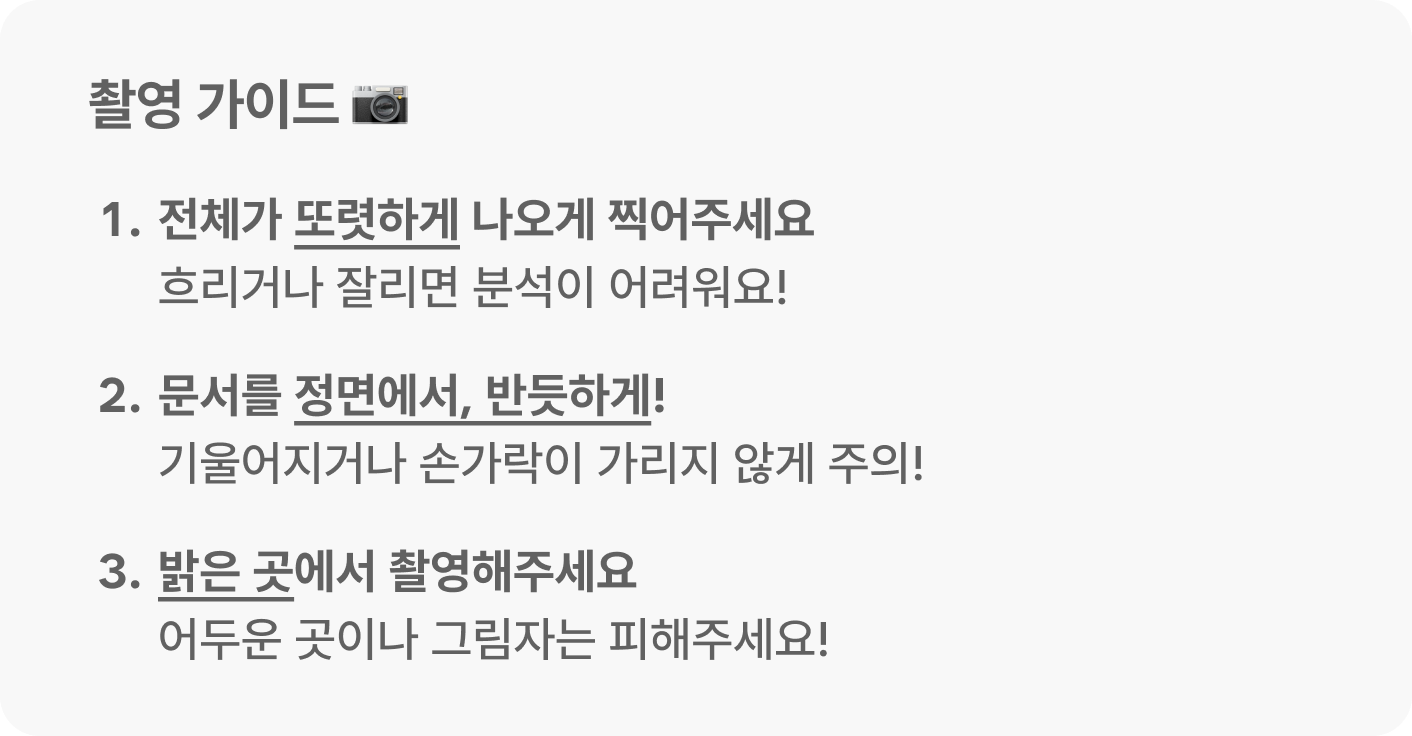 촬영 가이드 📷
1. 전체가 또렷하게 나오게 찍어주세요
흐리거나 잘리면 분석이 어려워요!
2. 문서를 정면에서, 반듯하게!
기울어지거나 손가락이 가리지 않게 주의!
3. 밝은 곳에서 촬영해주세요
어두운 곳이나 그림자는 피해주세요!